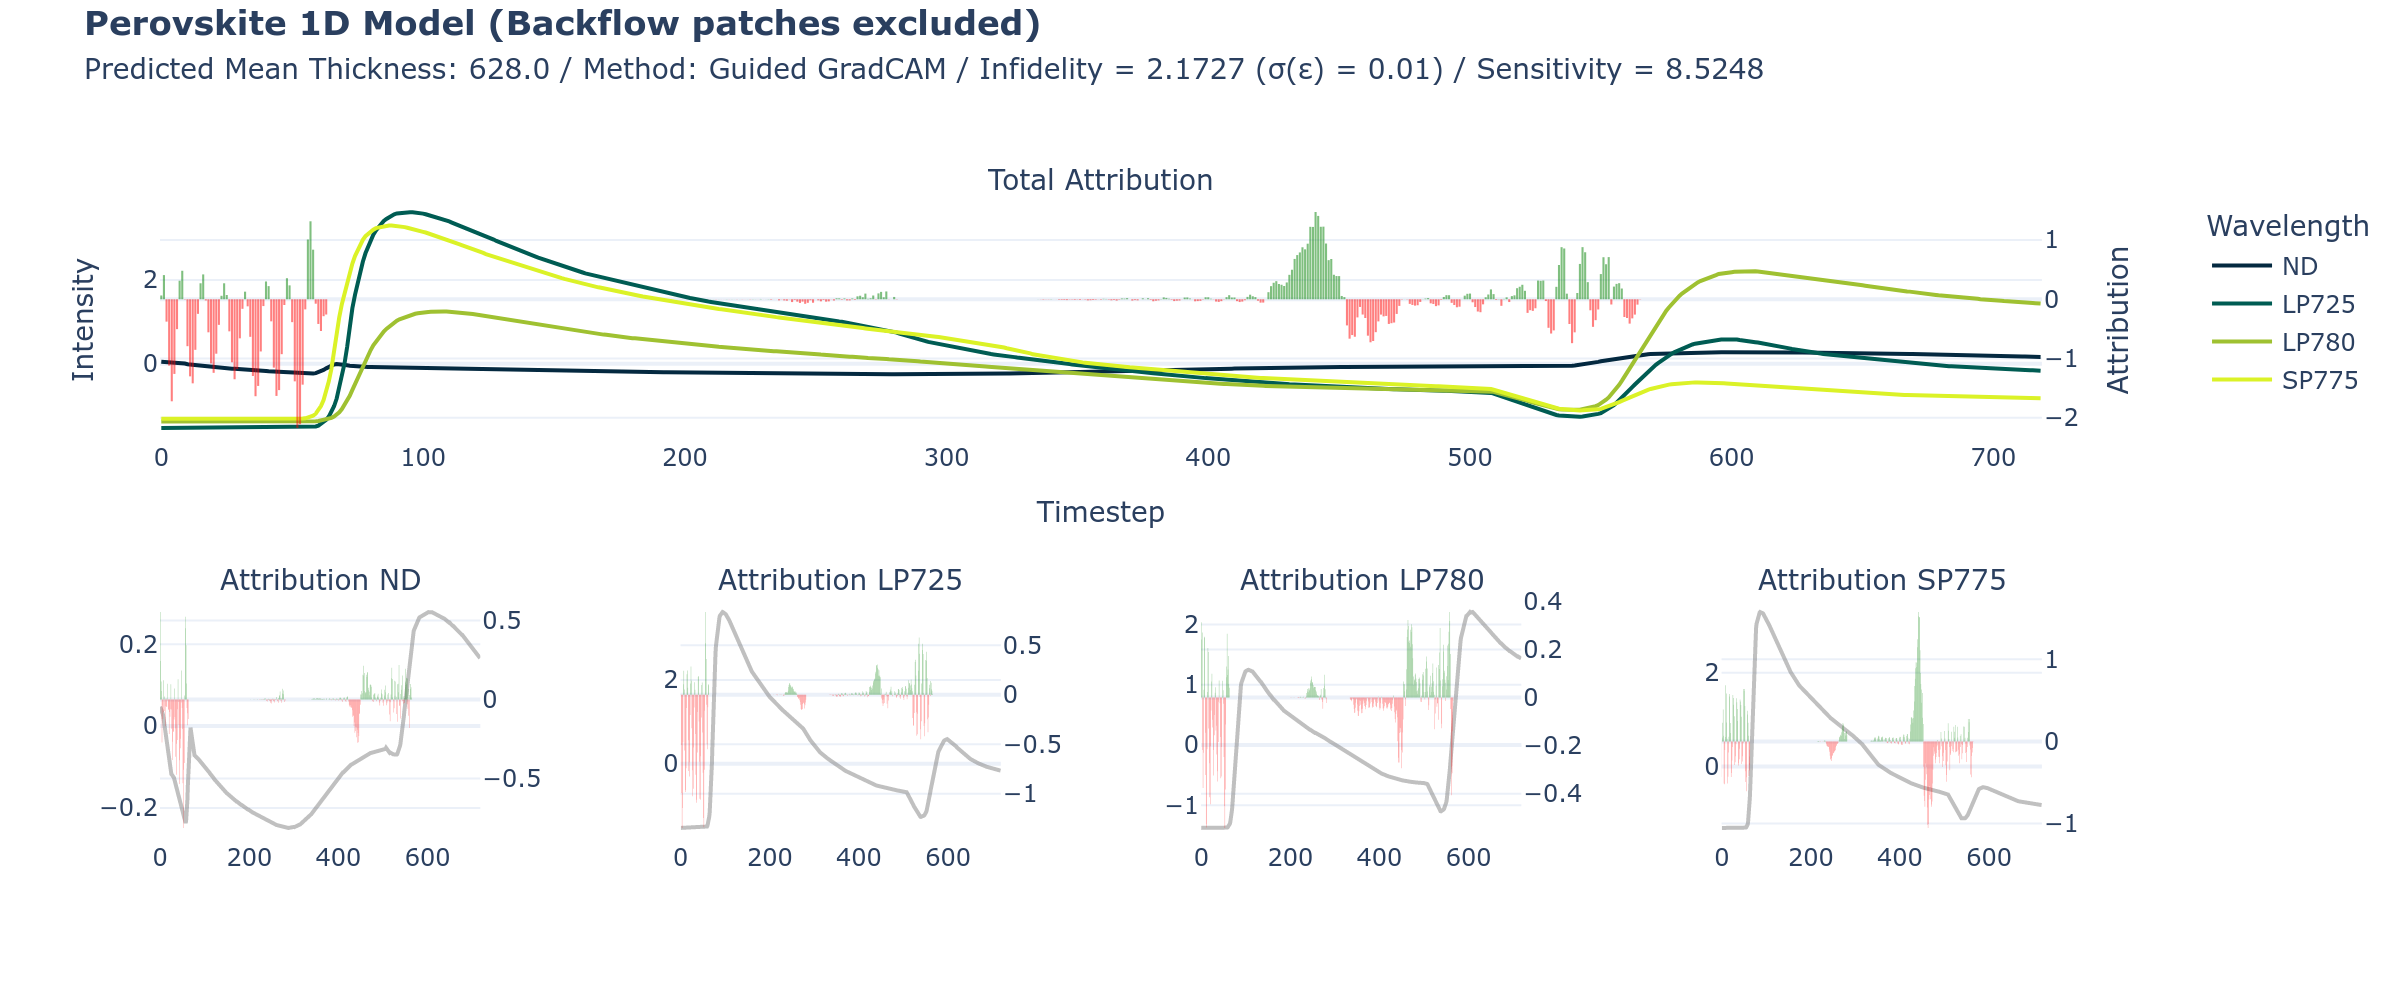 Perovskite 1D Model (Backflow patches excluded)
Predicted Mean Thickness: 628.0 / Method: Guided GradCAM / Infidelity = 2.1727 (σ(ε) = 0.01) / Sensitivity = 8.5248
Total Attribution
Intensity
2
0
1
0
−1
−2
Attribution
0 100 200 300 400 500 600 700
Timestep
Wavelength
ND
LP725
LP780
SP775
Attribution ND
0.2
0
−0.2
0.5
0
−0.5
0 200 400 600
Attribution LP725
2
0
0.5
0
−0.5
−1
0 200 400 600
Attribution LP780
2
1
0
−1
0.4
0.2
0
−0.2
−0.4
0 200 400 600
Attribution SP775
2
0
1
0
−1
0 200 400 600